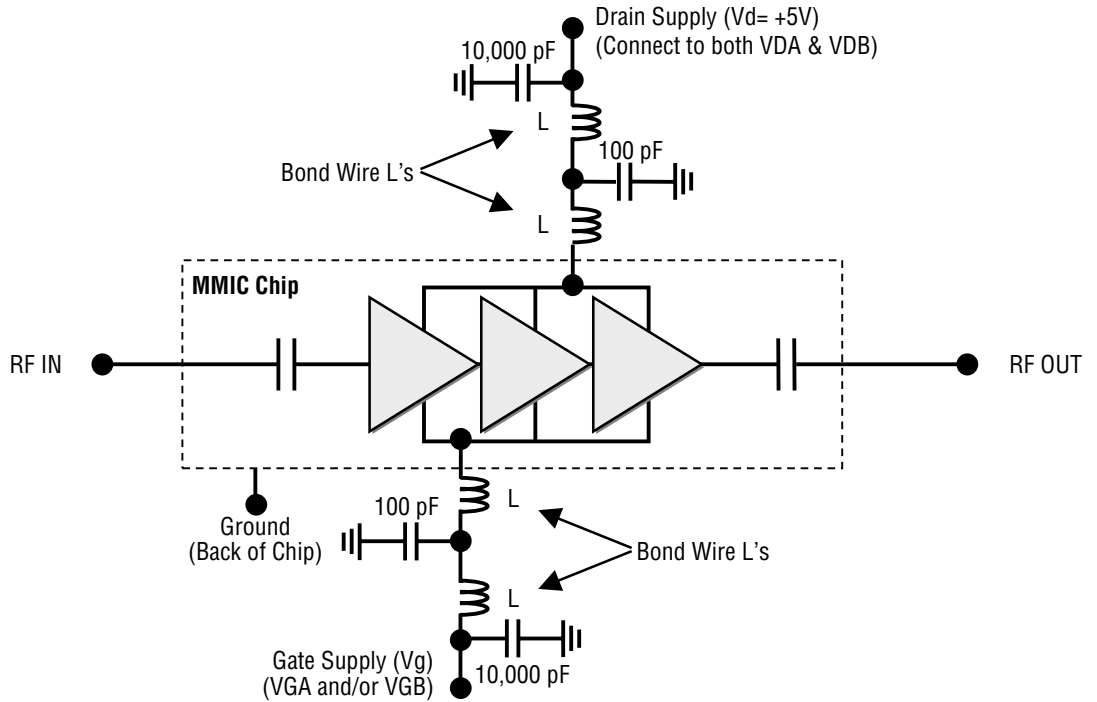 Drain Supply (Vd= +5V)
(Connect to both VDA & VDB)
10,000 pF
L
100 pF
Bond Wire L's
L
MMIC Chip
RF IN
RF OUT
L
100 pF
Ground
(Back of Chip)
Bond Wire L's
L
Gate Supply (Vg)
(VGA and/or VGB)
10,000 pF